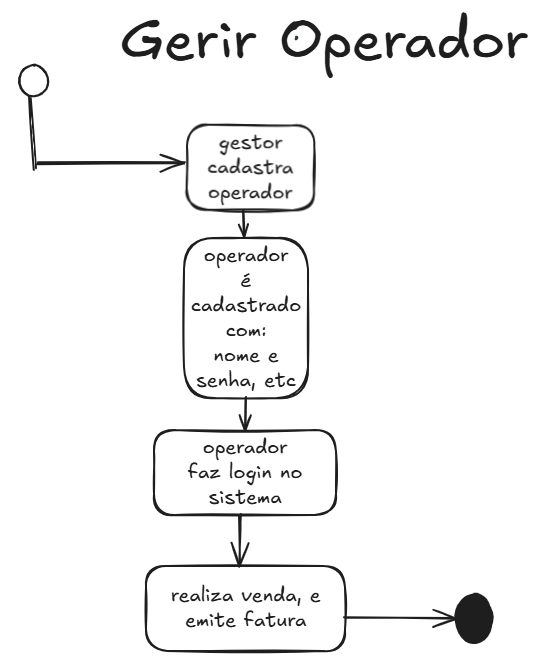 Gerir Operador
gestor
cadastra
operador
operador
é
cadastrado
com:
nome e
senha, etc
operador
faz login no
sistema
realiza venda, e
emite fatura